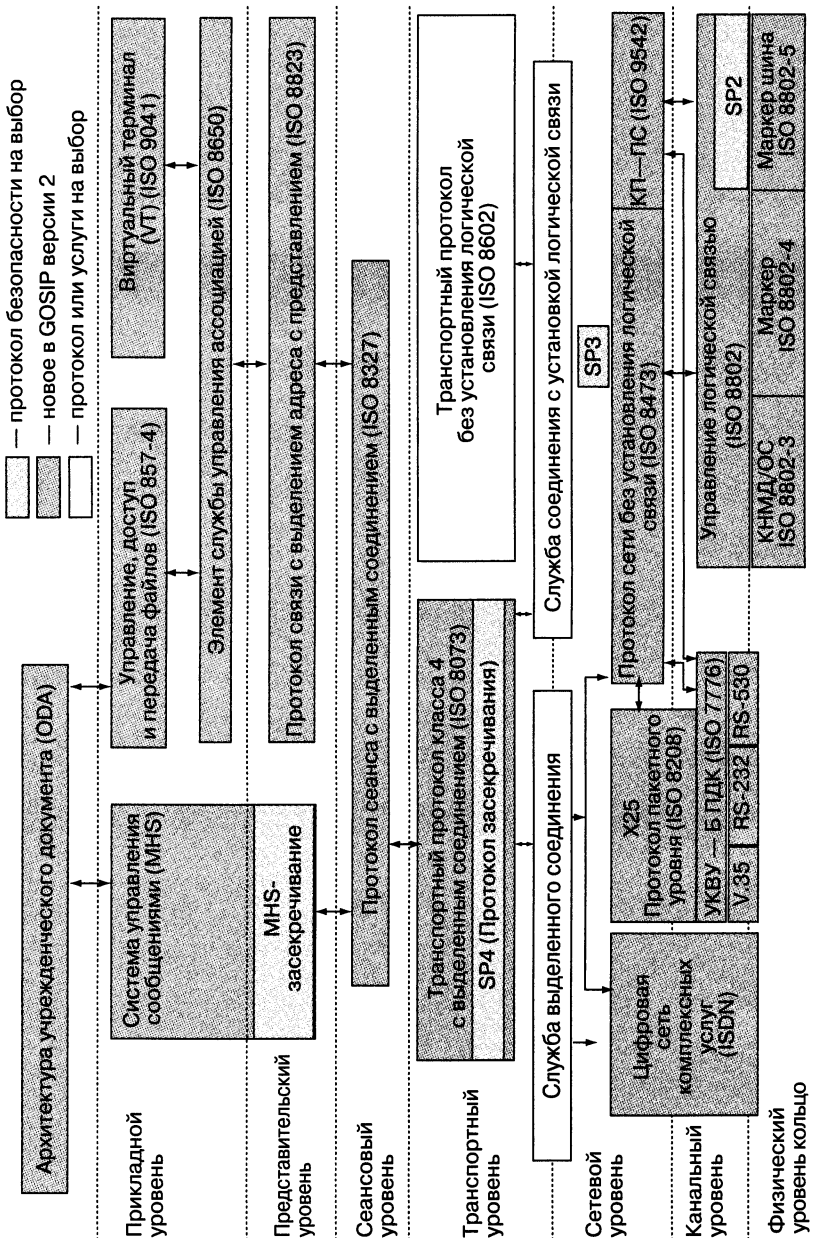 — протокол безопасности на выбор
— новое в GOSIP версии 2
— протокол или услуги на выбор
Архитектура учрежденческого документа (ODA)
Прикладной
уровень
Система управления
сообщениями (MHS)
Управление, доступ
и передача файлов (ISO 857-4)
Виртуальный терминал
(VT) (ISO 9041)
Элемент службы управления ассоциацией (ISO 8650)
Представительский
уровень
MHS-
засекречивание
Протокол связи с выделением адреса с представлением (ISO 8823)
Сеансовый
уровень
Протокол сеанса с выделенным соединением (ISO 8327)
Транспортный
уровень
Транспортный протокол класса 4
с выделенным соединением (ISO 8073)
SP4 (Протокол засекречивания)
Транспортный протокол
без установления логической
связи (ISO 8602)
Служба выделенного соединения
Служба соединения с установкой логической связи
Сетевой
уровень
Цифровая
сеть
комплексных
услуг
(ISDN)
X25
Протокол пакетного
уровня (ISO 8208)
SP3
Протокол сети без установления логической
связи (ISO 8473)
КП—ПС (ISO 9542)
Канальный
уровень
УКВУ — Б ПДК (ISO 7776)
Управление логической связью
(ISO 8802)
SP2
Физический
уровень кольцо
V.35
RS-232
RS-530
КНМД/ОС
ISO 8802-3
Маркер
ISO 8802-4
Маркер шина
ISO 8802-5